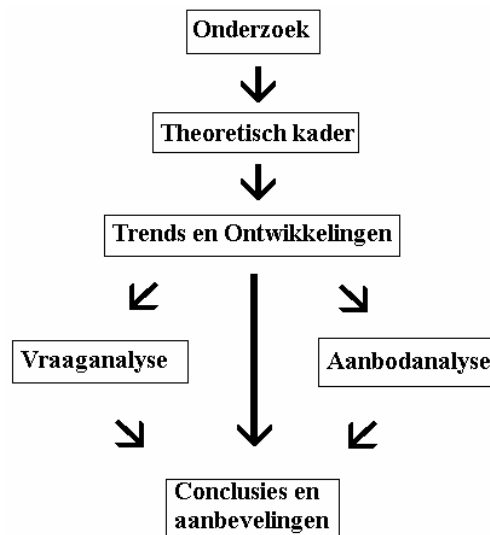 Onderzoek
Theoretisch kader
Trends en Ontwikkelingen
Vraaganalyse
Aanbodanalyse
Conclusies en
aanbevelingen